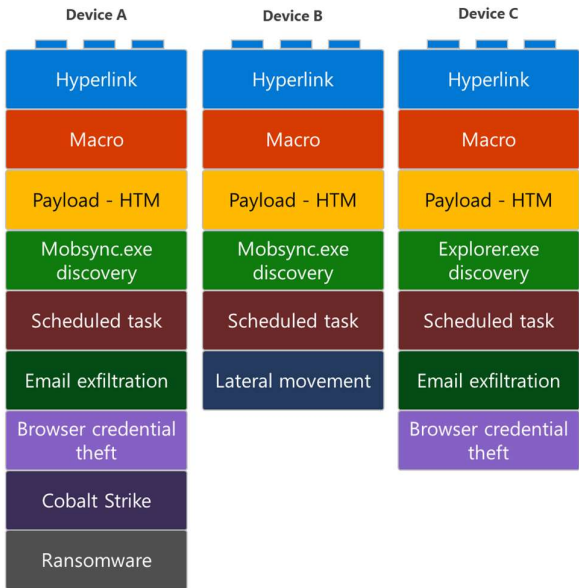 Device A
Hyperlink
Macro
Payload - HTM
Mobsync.exe
discovery
Scheduled task
Email exfiltration
Browser credential
theft
Cobalt Strike
Ransomware
Device B
Hyperlink
Macro
Payload - HTM
Mobsync.exe
discovery
Scheduled task
Lateral movement
Device C
Hyperlink
Macro
Payload - HTM
Explorer.exe
discovery
Scheduled task
Email exfiltration
Browser credential
theft